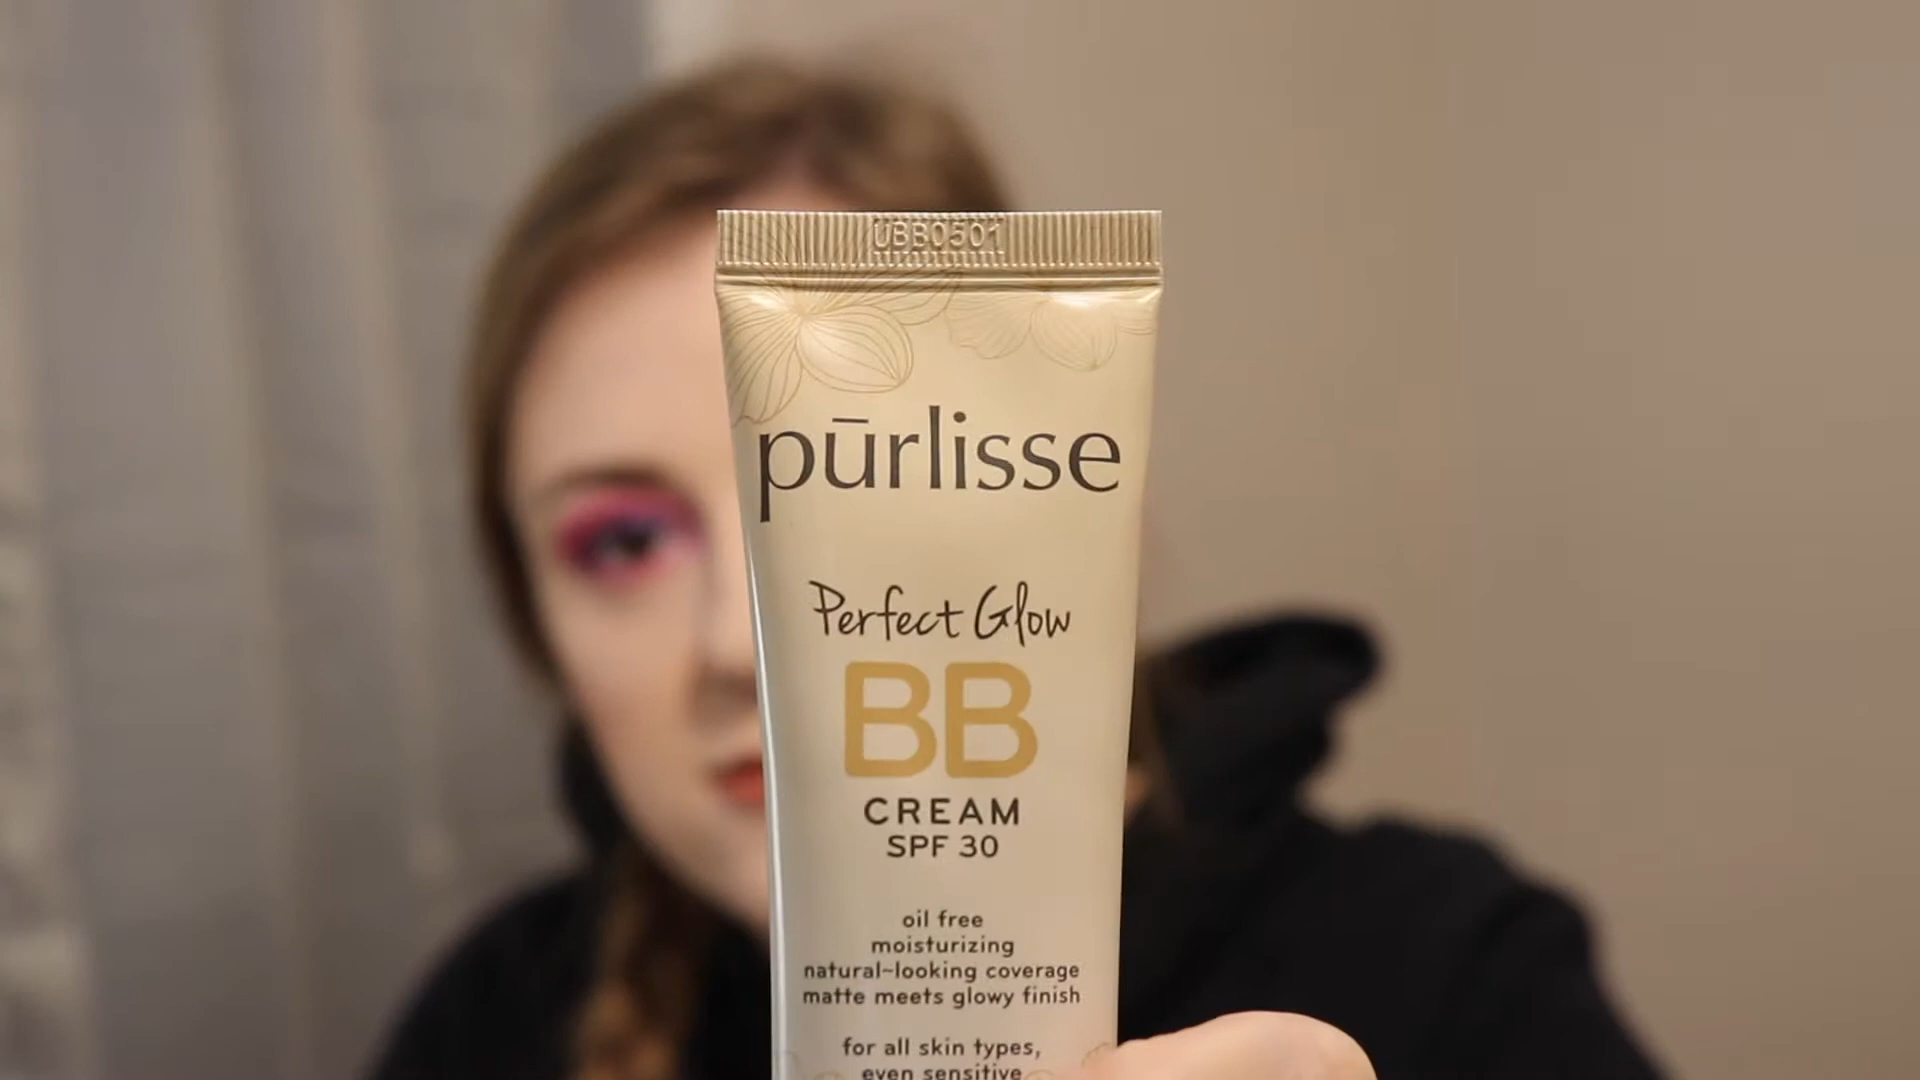 UBB0501
pūrlisse
Perfect Glow
BB
CREAM
SPF 30
oil free
moisturizing
natural-looking coverage
matte meets glowy finish
for all skin types,
even sensitive